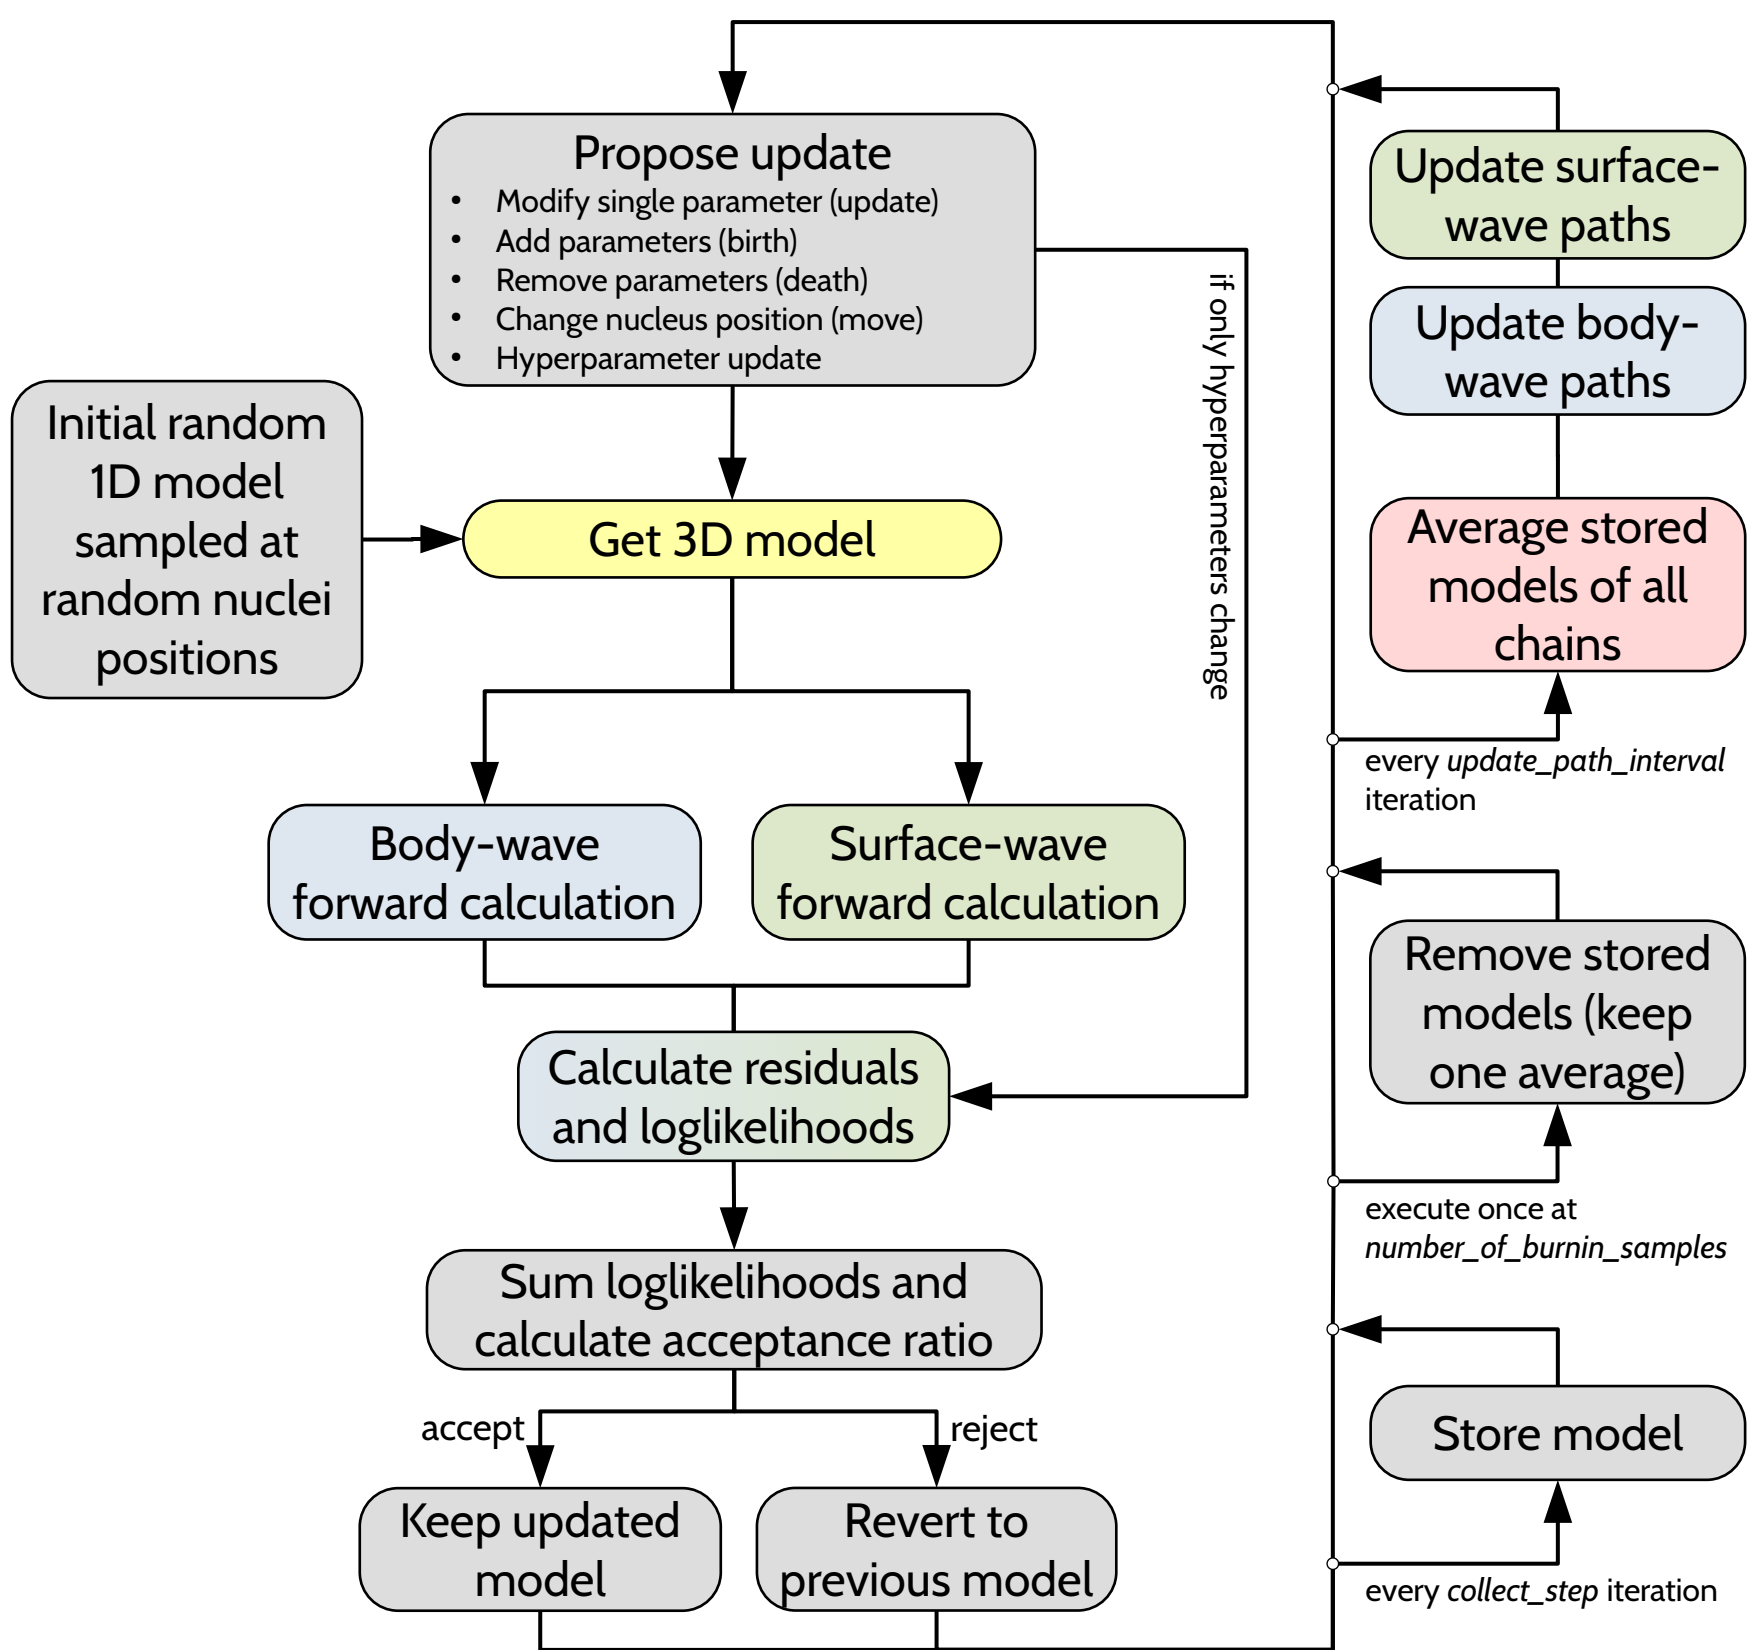 Propose update
• Modify single parameter (update)
• Add parameters (birth)
• Remove parameters (death)
• Change nucleus position (move)
• Hyperparameter update
Initial random
1D model
sampled at
random nuclei
positions
Get 3D model
if only hyperparameters change
Body-wave
forward calculation
Surface-wave
forward calculation
Calculate residuals
and loglikelihoods
Sum loglikelihoods and
calculate acceptance ratio
accept
reject
Keep updated
model
Revert to
previous model
Update surface-
wave paths
Update body-
wave paths
Average stored
models of all
chains
every update_path_interval
iteration
Remove stored
models (keep
one average)
execute once at
number_of_burnin_samples
Store model
every collect_step iteration